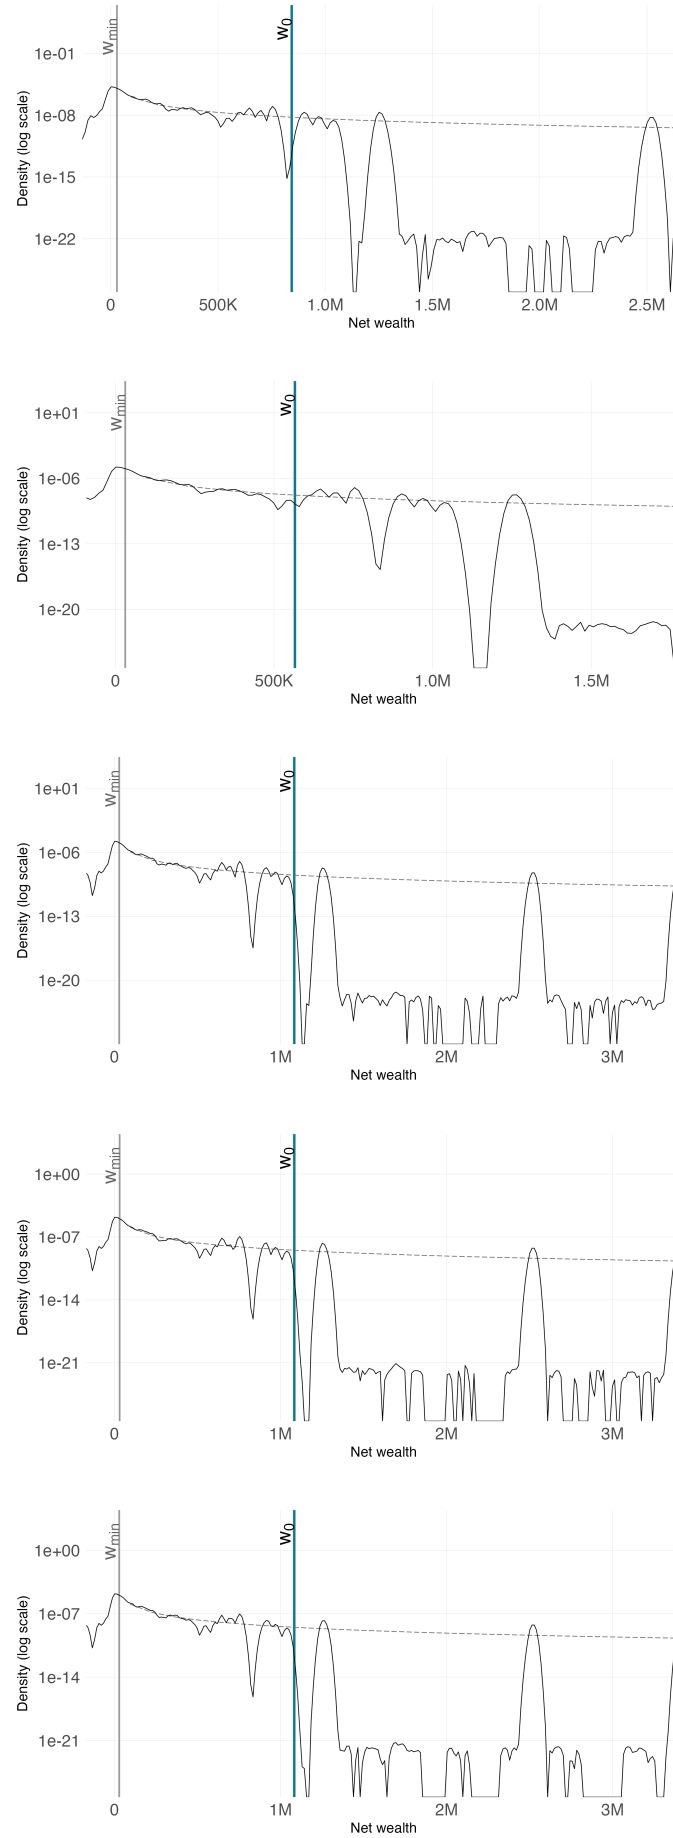 w_min
w_0
1e-01
1e-08
1e-15
1e-22
Density (log scale)
0 500K 1.0M 1.5M 2.0M 2.5M
Net wealth
w_min
w_0
1e+01
1e-06
1e-13
1e-20
Density (log scale)
0 500K 1.0M 1.5M
Net wealth
w_min
w_0
1e+01
1e-06
1e-13
1e-20
Density (log scale)
0 1M 2M 3M
Net wealth
w_min
w_0
1e+00
1e-07
1e-14
1e-21
Density (log scale)
0 1M 2M 3M
Net wealth
w_min
w_0
1e+00
1e-07
1e-14
1e-21
Density (log scale)
0 1M 2M 3M
Net wealth